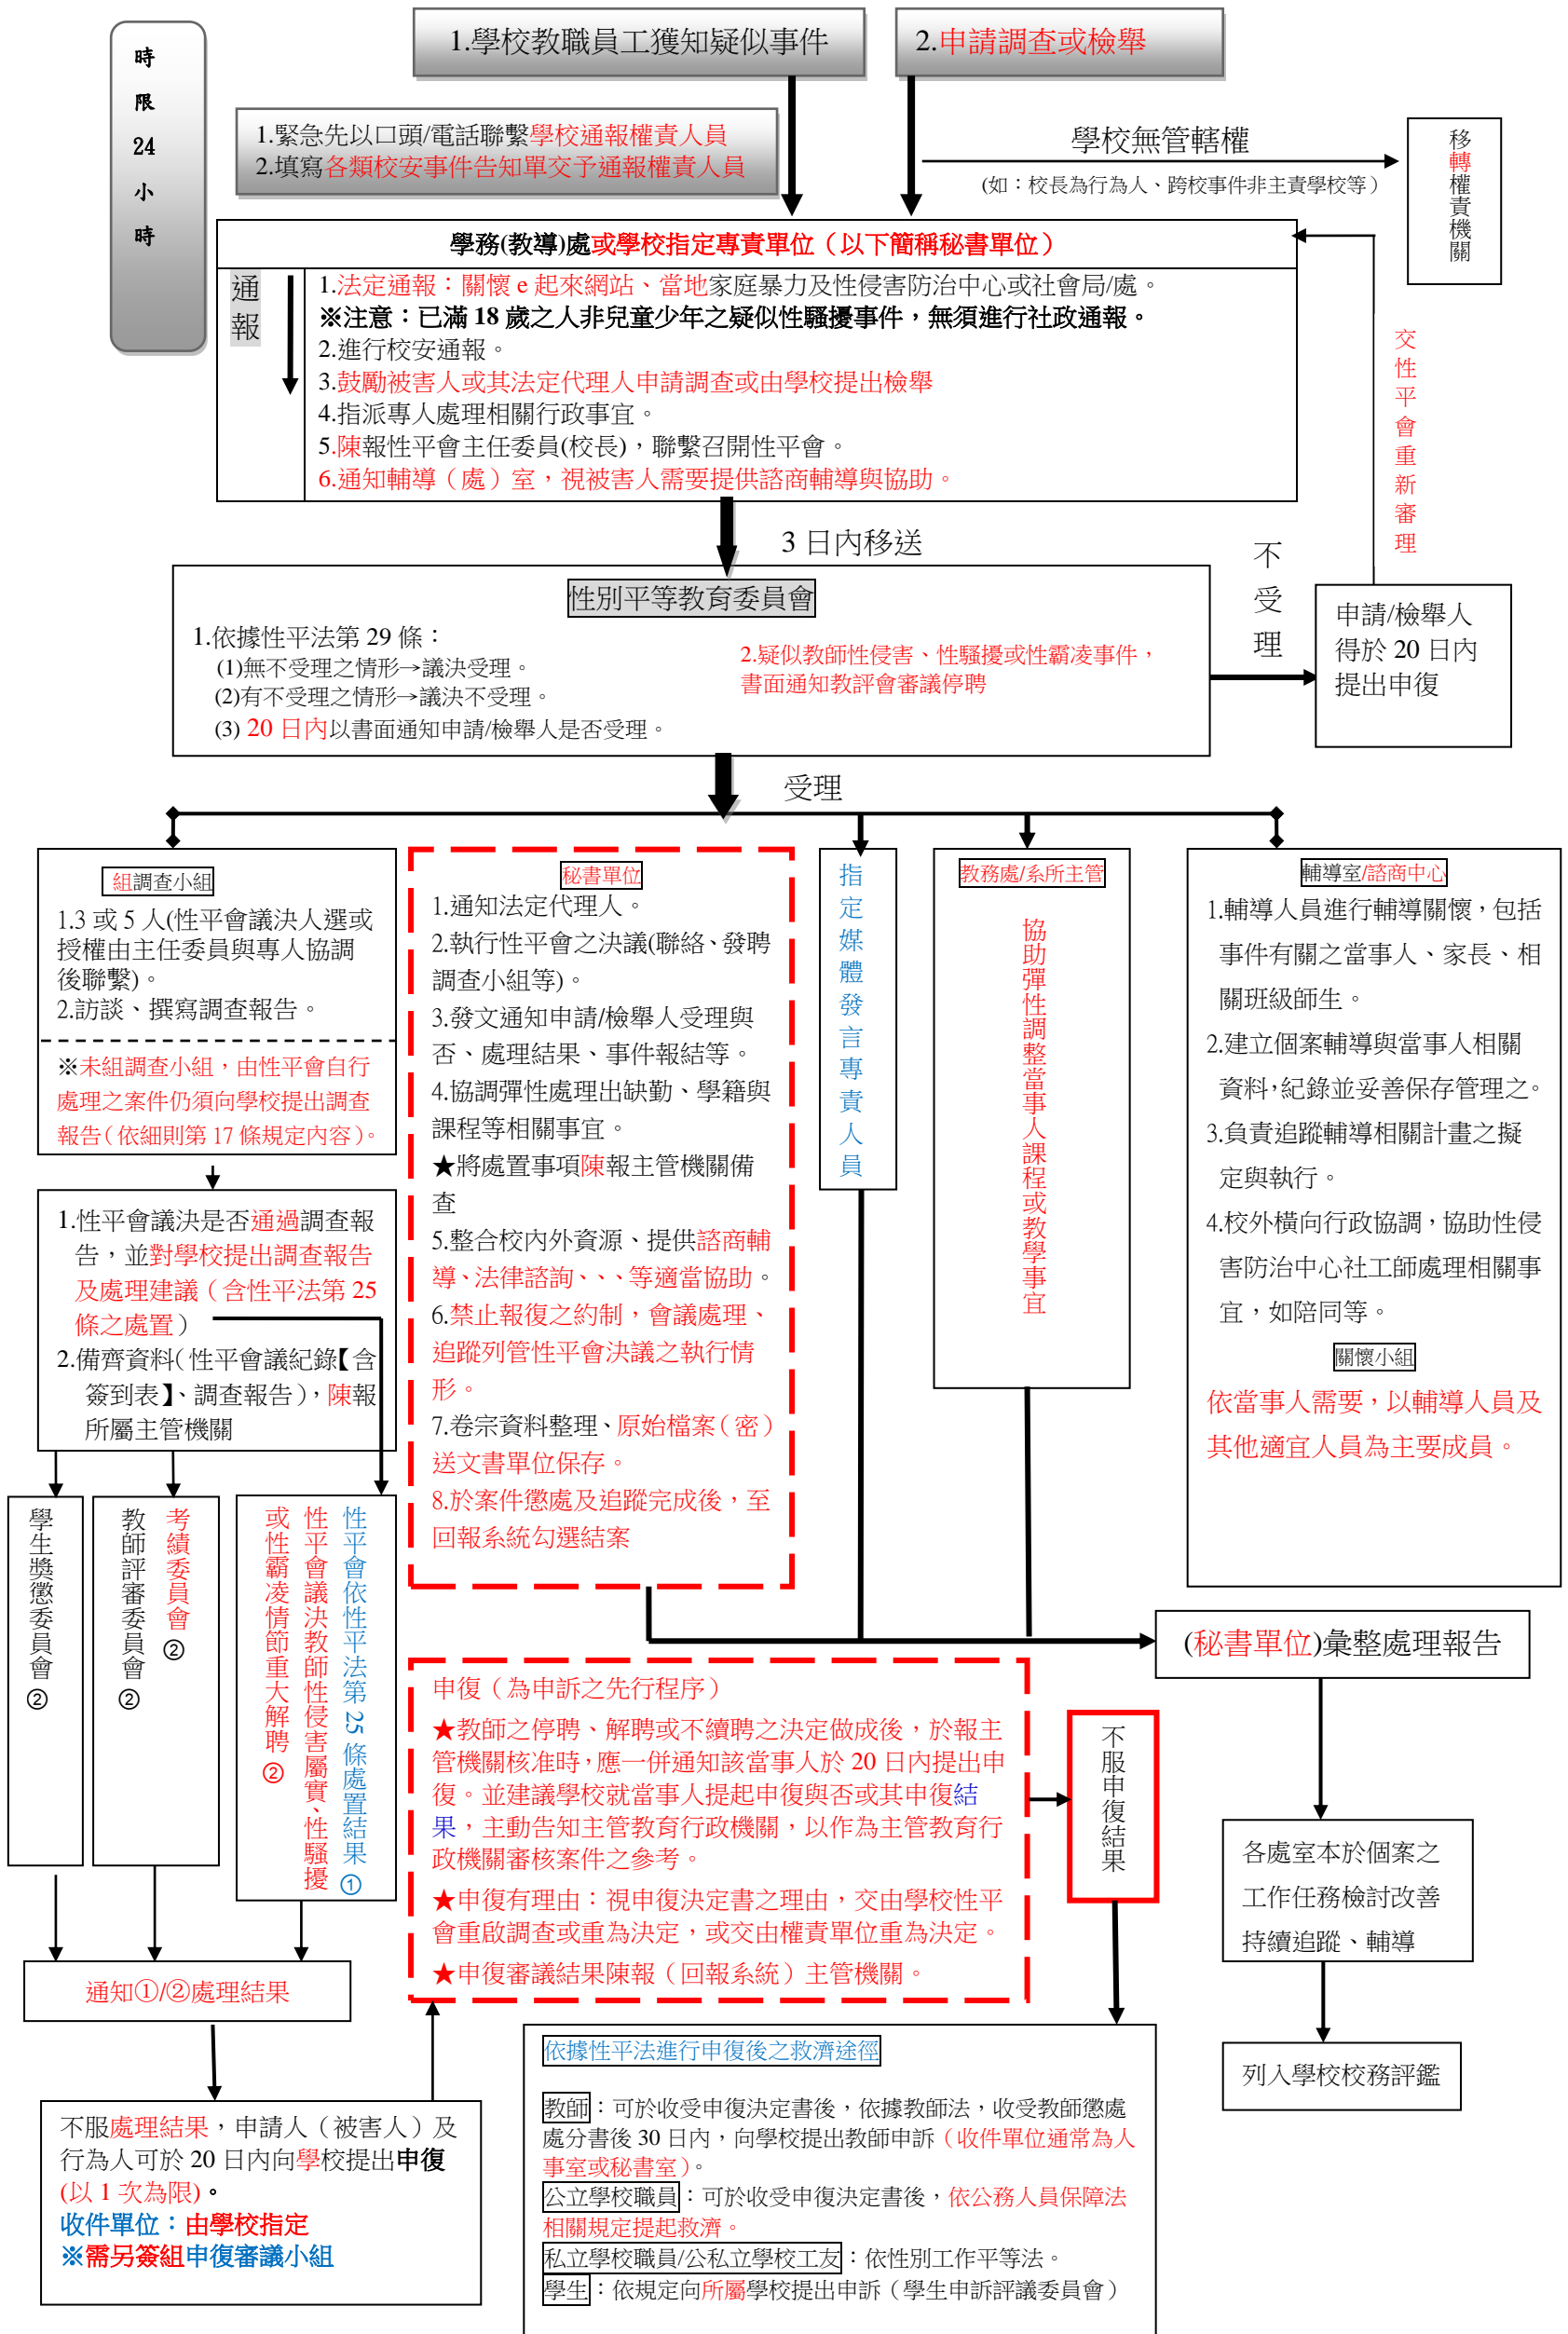 時
限
24
小
時
1.學校教職員工獲知疑似事件
2.申請調查或檢舉
1.緊急先以口頭/電話聯繫學校通報權責人員
2.填寫各類校安事件告知單交予通報權責人員
學校無管轄權
(如：校長為行為人、跨校事件非主責學校等)
移轉權責機關
學務(教導)處或學校指定專責單位（以下簡稱秘書單位）
通報
1.法定通報：關懷 e 起來網站、當地家庭暴力及性侵害防治中心或社會局/處。
※注意：已滿 18 歲之人非兒童少年之疑似性騷擾事件，無須進行社政通報。
2.進行校安通報。
3.鼓勵被害人或其法定代理人申請調查或由學校提出檢舉
4.指派專人處理相關行政事宜。
5.陳報性平會主任委員(校長)，聯繫召開性平會。
6.通知輔導（處）室，視被害人需要提供諮商輔導與協助。
交性平會重新審理
3 日內移送
不受理
性別平等教育委員會
1.依據性平法第 29 條：
(1)無不受理之情形→議決受理。
(2)有不受理之情形→議決不受理。
(3) 20 日內以書面通知申請/檢舉人是否受理。
2.疑似教師性侵害、性騷擾或性霸凌事件，
書面通知教評會審議停聘
申請/檢舉人
得於 20 日內
提出申復
受理
組調查小組
1.3 或 5 人(性平會議決人選或
授權由主任委員與專人協調
後聯繫)。
2.訪談、撰寫調查報告。
※未組調查小組，由性平會自行
處理之案件仍須向學校提出調查
報告（依細則第 17 條規定內容）。
1.性平會議決是否通過調查報
告，並對學校提出調查報告
及處理建議（含性平法第 25
條之處置）
2.備齊資料（性平會議紀錄【含
簽到表】、調查報告），陳報
所屬主管機關
學生獎懲委員會②
考績委員會②
教師評審委員會②
性平會依性平法第 25 條處置結果①
性平會議決教師性侵害屬實、性騷擾
或性霸凌情節重大解聘②
通知①/②處理結果
不服處理結果，申請人（被害人）及
行為人可於 20 日內向學校提出申復
(以 1 次為限)。
收件單位：由學校指定
※需另簽組申復審議小組
秘書單位
1.通知法定代理人。
2.執行性平會之決議(聯絡、發聘
調查小組等)。
3.發文通知申請/檢舉人受理與
否、處理結果、事件報結等。
4.協調彈性處理出缺勤、學籍與
課程等相關事宜。
★將處置事項陳報主管機關備
查
5.整合校內外資源、提供諮商輔
導、法律諮詢、、、等適當協助。
6.禁止報復之約制，會議處理、
追蹤列管性平會決議之執行情
形。
7.卷宗資料整理、原始檔案（密）
送文書單位保存。
8.於案件懲處及追蹤完成後，至
回報系統勾選結案
指定媒體發言專責人員
教務處/系所主管
協助彈性調整當事人課程或教學事宜
輔導室/諮商中心
1.輔導人員進行輔導關懷，包括
事件有關之當事人、家長、相
關班級師生。
2.建立個案輔導與當事人相關
資料，紀錄並妥善保存管理之。
3.負責追蹤輔導相關計畫之擬
定與執行。
4.校外橫向行政協調，協助性侵
害防治中心社工師處理相關事
宜，如陪同等。
關懷小組
依當事人需要，以輔導人員及
其他適宜人員為主要成員。
(秘書單位)彙整處理報告
各處室本於個案之
工作任務檢討改善
持續追蹤、輔導
列入學校校務評鑑
申復（為申訴之先行程序）
★教師之停聘、解聘或不續聘之決定做成後，於報主
管機關核准時，應一併通知該當事人於 20 日內提出申
復。並建議學校就當事人提起申復與否或其申復結
果，主動告知主管教育行政機關，以作為主管教育行
政機關審核案件之參考。
★申復有理由：視申復決定書之理由，交由學校性平
會重啟調查或重為決定，或交由權責單位重為決定。
★申復審議結果陳報（回報系統）主管機關。
不服申復結果
依據性平法進行申復後之救濟途徑
教師：可於收受申復決定書後，依據教師法，收受教師懲處
處分書後 30 日內，向學校提出教師申訴（收件單位通常為人
事室或秘書室）。
公立學校職員：可於收受申復決定書後，依公務人員保障法
相關規定提起救濟。
私立學校職員/公私立學校工友：依性別工作平等法。
學生：依規定向所屬學校提出申訴（學生申訴評議委員會）